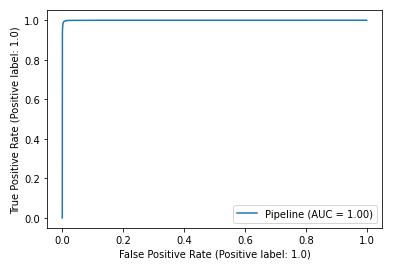 True Positive Rate (Positive label: 1.0)
1.0
0.8
0.6
0.4
0.2
0.0
Pipeline (AUC = 1.00)
0.0 0.2 0.4 0.6 0.8 1.0
False Positive Rate (Positive label: 1.0)